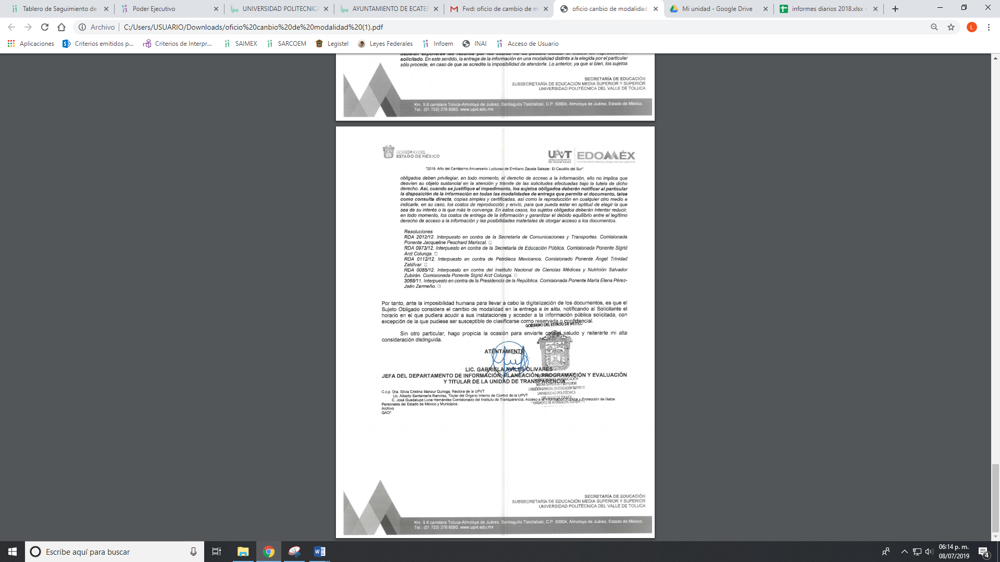 Tablero de Seguimiento de
Poder Ejecutivo
UNIVERSIDAD POLITECNICA
AYUNTAMIENTO DE ECATEP
Fwd: oficio de cambio de m
oficio canbio de modalidad
Mi unidad - Google Drive
informes diarios 2018.xlsx -
Archivo | C:/Users/USUARIO/Downloads/oficio%20canbio%20de%20modalidad%20(1).pdf
L
Aplicaciones
Criterios emitidos p...
Criterios de Interpr...
SAIMEX
SARCOEM
Legistel
Leyes Federales
Infoem
INAI
Acceso de Usuario
deberán exponerse las razones por las cuales no es posible utilizar el medio de reproducción
solicitado. En este sentido, la entrega de la información en una modalidad distinta a la elegida por el particular
sólo procede, en caso de que se acredite la imposibilidad de atenderla. Lo anterior, ya que si bien, los sujetos
SECRETARÍA DE EDUCACIÓN
SUBSECRETARÍA DE EDUCACIÓN MEDIA SUPERIOR Y SUPERIOR
UNIVERSIDAD POLITÉCNICA DEL VALLE DE TOLUCA
Km. 5.6 carretera Toluca-Almoloya de Juárez, Santiaguito Tlalcilalcali, C.P. 50904, Almoloya de Juárez, Estado de México.
Tel.: (01 722) 276 6060. www.upvt.edu.mx
GOBIERNO DEL
ESTADO DE MÉXICO
UPVT
EDOMÉX
"2019. Año del Centésimo Aniversario Luctuoso de Emiliano Zapata Salazar. El Caudillo del Sur"
obligados deben privilegiar, en todo momento, el derecho de acceso a la información, ello no implica que
desvíen su objeto sustancial en la atención y trámite de las solicitudes efectuadas bajo la tutela de dicho
derecho. Así, cuando se justifique el impedimento, los sujetos obligados deberán notificar al particular
la disposición de la información en todas las modalidades de entrega que permita el documento, tales
como consulta directa, copias simples y certificadas, así como la reproducción en cualquier otro medio e
indicarle, en su caso, los costos de reproducción y envío, para que pueda estar en aptitud de elegir la que
sea de su interés o la que más le convenga. En estos casos, los sujetos obligados deberán intentar reducir,
en todo momento, los costos de entrega de la información y garantizar el debido equilibrio entre el legítimo
derecho de acceso a la información y las posibilidades materiales de otorgar acceso a los documentos.
Resoluciones
RDA 2012/12. Interpuesto en contra de la Secretaría de Comunicaciones y Transportes. Comisionada
Ponente Jacqueline Peschard Mariscal.
RDA 0973/12. Interpuesto en contra de la Secretaría de Educación Pública. Comisionada Ponente Sigrid
Arzt Colunga.
RDA 0112/12. Interpuesto en contra de Petróleos Mexicanos. Comisionado Ponente Ángel Trinidad
Zaldívar.
RDA 0085/12. Interpuesto en contra del Instituto Nacional de Ciencias Médicas y Nutrición Salvador
Zubirán. Comisionada Ponente Sigrid Arzt Colunga.
3068/11. Interpuesto en contra de la Presidencia de la República. Comisionada Ponente María Elena Pérez-
Jaén Zermeño.
Por tanto, ante la imposibilidad humana para llevar a cabo la digitalización de los documentos, es que el
Sujeto Obligado considera el cambio de modalidad en la entrega a in situ, notificando al Solicitante el
horario en el que pudiera acudir a sus instalaciones y acceder a la información pública solicitada, con
excepción de la que pudiese ser susceptible de clasificarse como reservada o confidencial.
GOBIERNO DEL ESTADO DE MÉXICO
Sin otro particular, hago propicia la ocasión para enviarle cordial saludo y reiterarle mi alta
consideración distinguida.
ATENTAMENTE
LIC. GABRIELA AVILES OLIVARES
JEFA DEL DEPARTAMENTO DE INFORMACIÓN, PLANEACIÓN, PROGRAMACIÓN Y EVALUACIÓN
Y TITULAR DE LA UNIDAD DE TRANSPARENCIA
MEDIA SUPERIOR Y SUPERIOR
DIRECCIÓN GENERAL DE EDUCACIÓN SUPERIOR
UNIVERSIDAD POLITÉCNICA
DEL VALLE DE TOLUCA
C.c.p. Dra. Silvia Cristina Manzur Quiroga, Rectora de la UPVT
Lic. Alberto Santamaría Ramírez, Titular del Órgano Interno de Control de la UPVT
C. José Guadalupe Luna Hernández Comisionado del Instituto de Transparencia, Acceso a la Información Pública y Protección de Datos
Personales del Estado de México y Municipios.
Archivo
GAO*
SECRETARÍA DE EDUCACIÓN
SUBSECRETARÍA DE EDUCACIÓN MEDIA SUPERIOR Y SUPERIOR
UNIVERSIDAD POLITÉCNICA DEL VALLE DE TOLUCA
Km. 5.6 carretera Toluca-Almoloya de Juárez, Santiaguito Tlalcilalcali, C.P. 50904, Almoloya de Juárez, Estado de México.
Tel.: (01 722) 276 6060. www.upvt.edu.mx
Escribe aquí para buscar
06:14 p. m.
08/07/2019
4